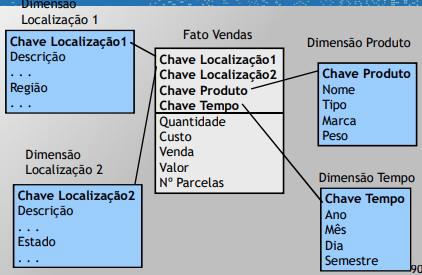 Dimensão
Localização 1
Chave Localização1
Descrição
. . .
Região
. . .
Fato Vendas
Chave Localização1
Chave Localização2
Chave Produto
Chave Tempo
Quantidade
Custo
Venda
Valor
Nº Parcelas
Dimensão Produto
Chave Produto
Nome
Tipo
Marca
Peso
Dimensão
Localização 2
Chave Localização2
Descrição
. . .
Estado
. . .
Dimensão Tempo
Chave Tempo
Ano
Mês
Dia
Semestre
90